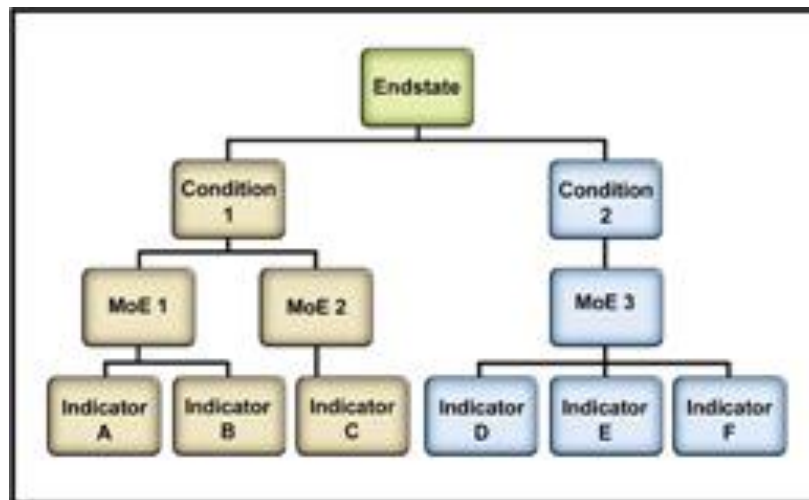 Endstate
Condition
1
Condition
2
MoE 1
MoE 2
MoE 3
Indicator
A
Indicator
B
Indicator
C
Indicator
D
Indicator
E
Indicator
F